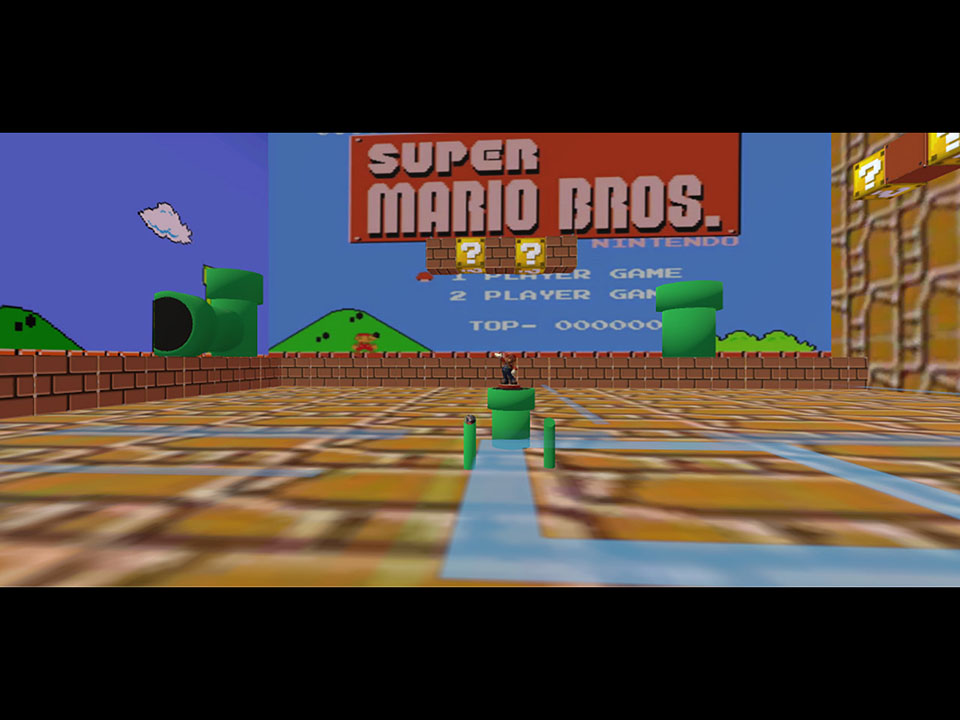 SUPER
MARIO BROS.
NINTENDO
? ? ? ?
1 PLAYER GAME
2 PLAYER GAM
TOP- 000000